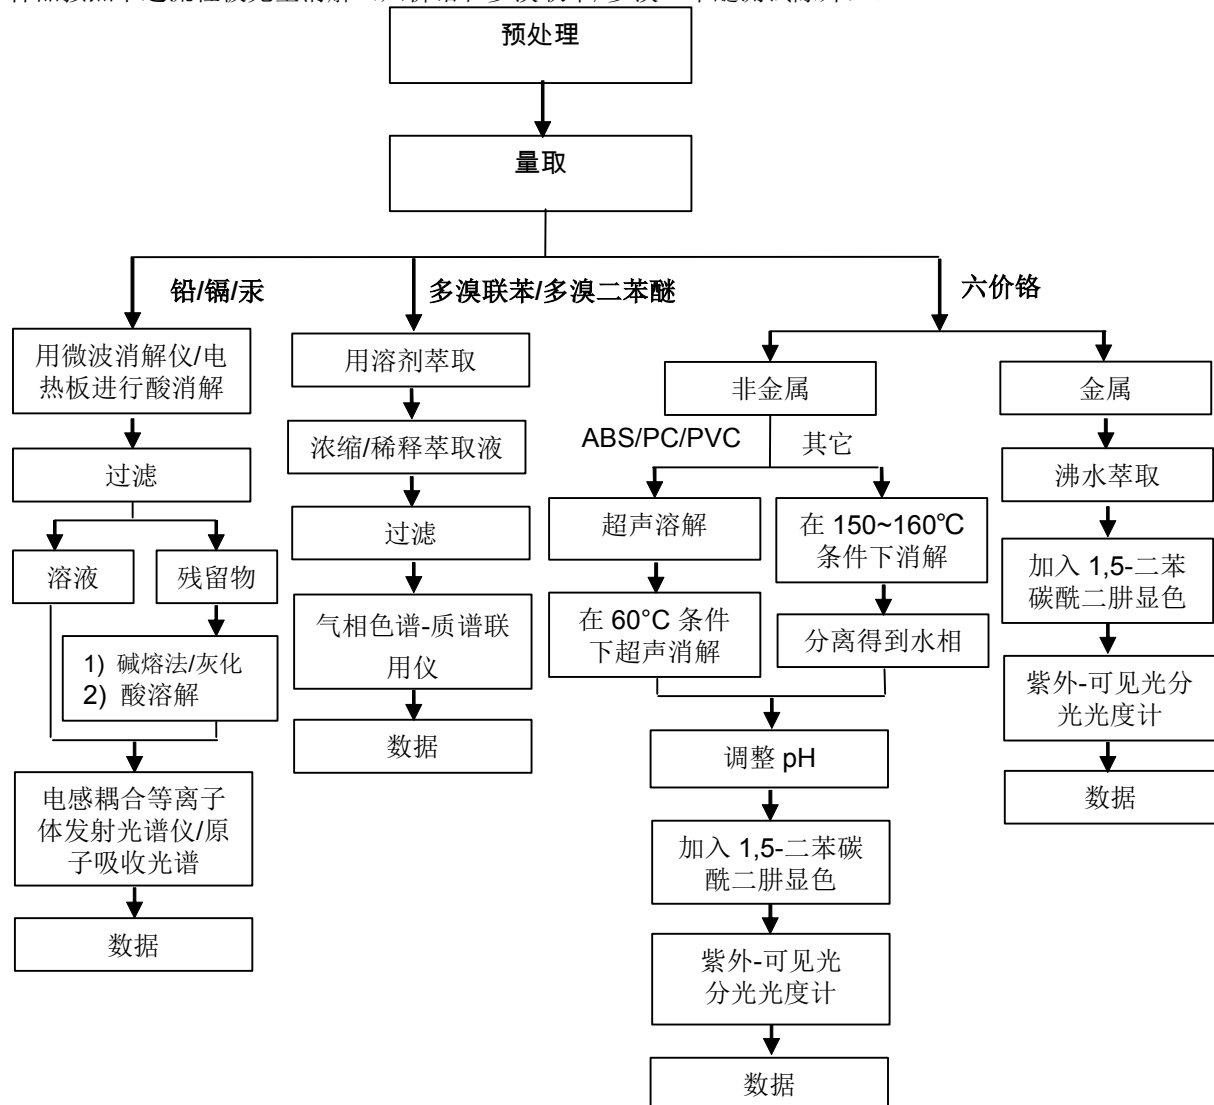 预处理
量取
铅/镉/汞
多溴联苯/多溴二苯醚
六价铬
用微波消解仪/电
热板进行酸消解
过滤
溶液
残留物
1) 碱熔法/灰化
2) 酸溶解
电感耦合等离子
体发射光谱仪/原
子吸收光谱
数据
用溶剂萃取
浓缩/稀释萃取液
过滤
气相色谱-质谱联
用仪
数据
非金属
ABS/PC/PVC
其它
超声溶解
在 60°C 条件
下超声消解
在 150~160℃
条件下消解
分离得到水相
调整 pH
加入 1,5-二苯碳
酰二肼显色
紫外-可见光
分光光度计
数据
金属
沸水萃取
加入 1,5-二苯
碳酰二肼显色
紫外-可见光分
光光度计
数据